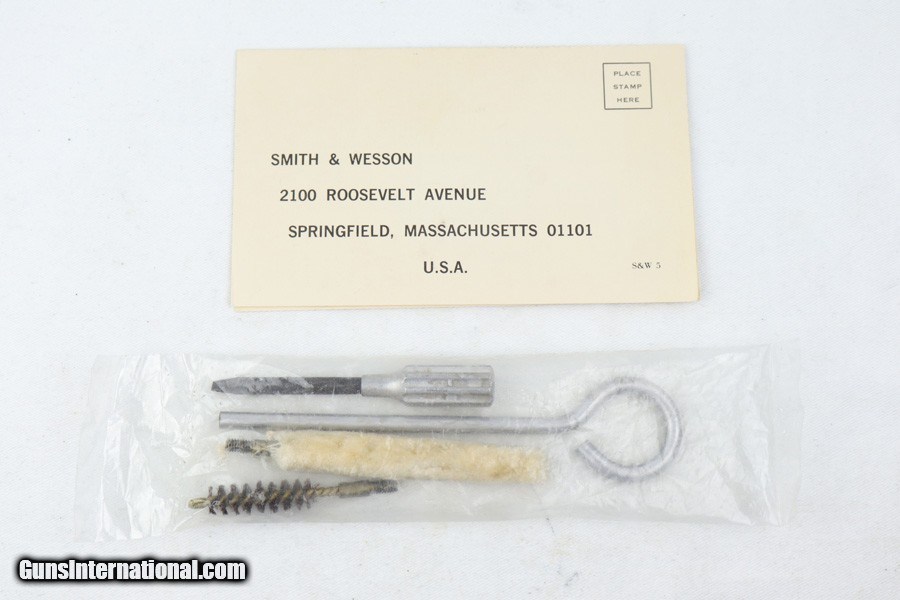 PLACE
STAMP
HERE
SMITH & WESSON
2100 ROOSEVELT AVENUE
SPRINGFIELD, MASSACHUSETTS 01101
U.S.A.
S&W 5
GunsInternational.com